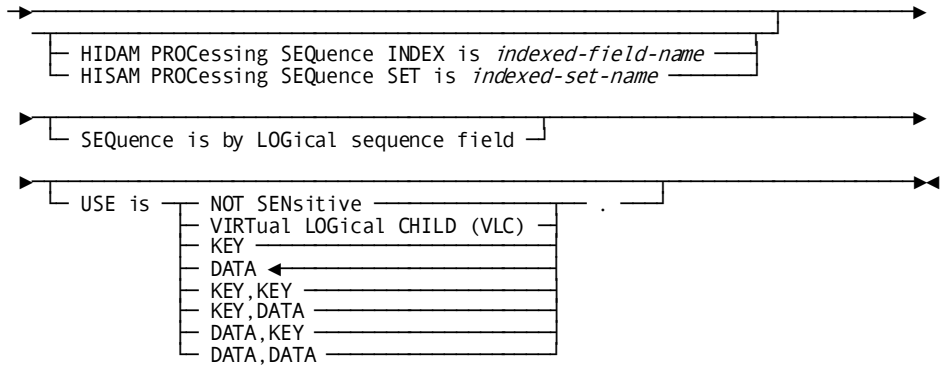 HIDAM PROCessing SEQuence INDEX is indexed-field-name
HISAM PROCessing SEQuence SET is indexed-set-name
SEQuence is by LOGical sequence field
USE is NOT SENsitive .
VIRTual LOGical CHILD (VLC)
KEY
DATA
KEY,KEY
KEY,DATA
DATA,KEY
DATA,DATA